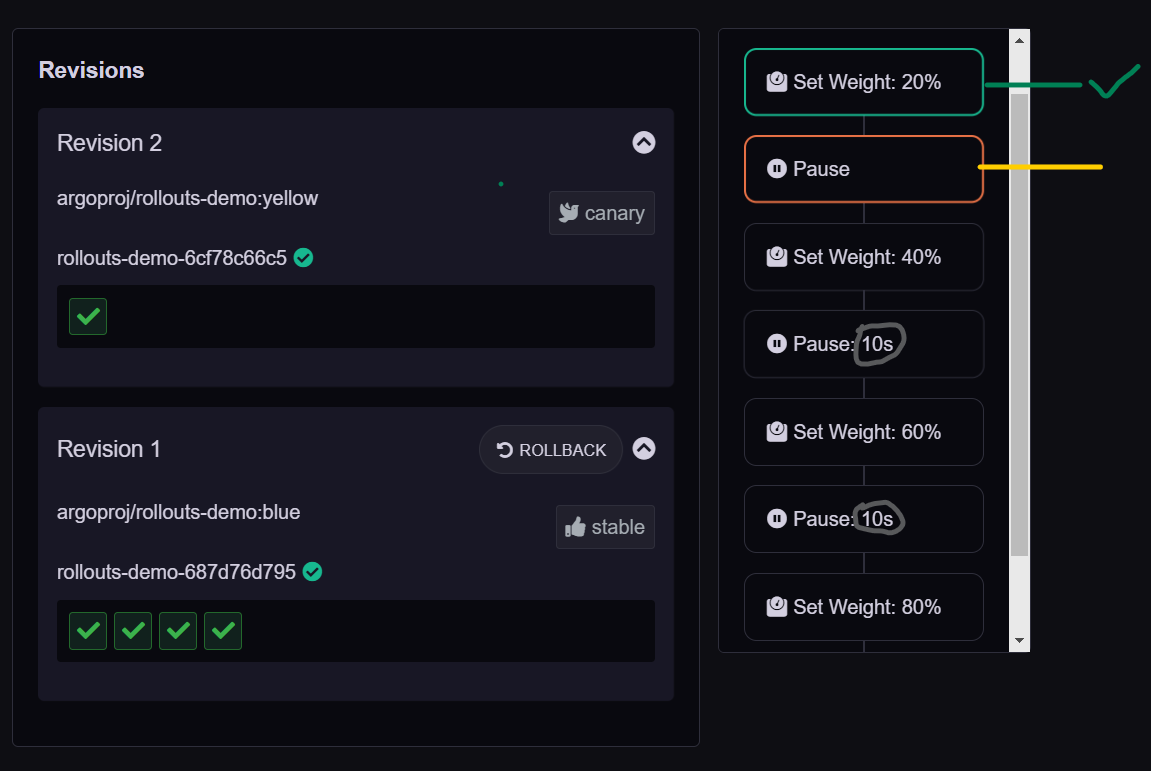 Revisions
Revision 2
argoproj/rollouts-demo:yellow
canary
rollouts-demo-6cf78c66c5
Revision 1
ROLLBACK
argoproj/rollouts-demo:blue
stable
rollouts-demo-687d76d795
Set Weight: 20%
Pause
Set Weight: 40%
Pause: 10s
Set Weight: 60%
Pause: 10s
Set Weight: 80%